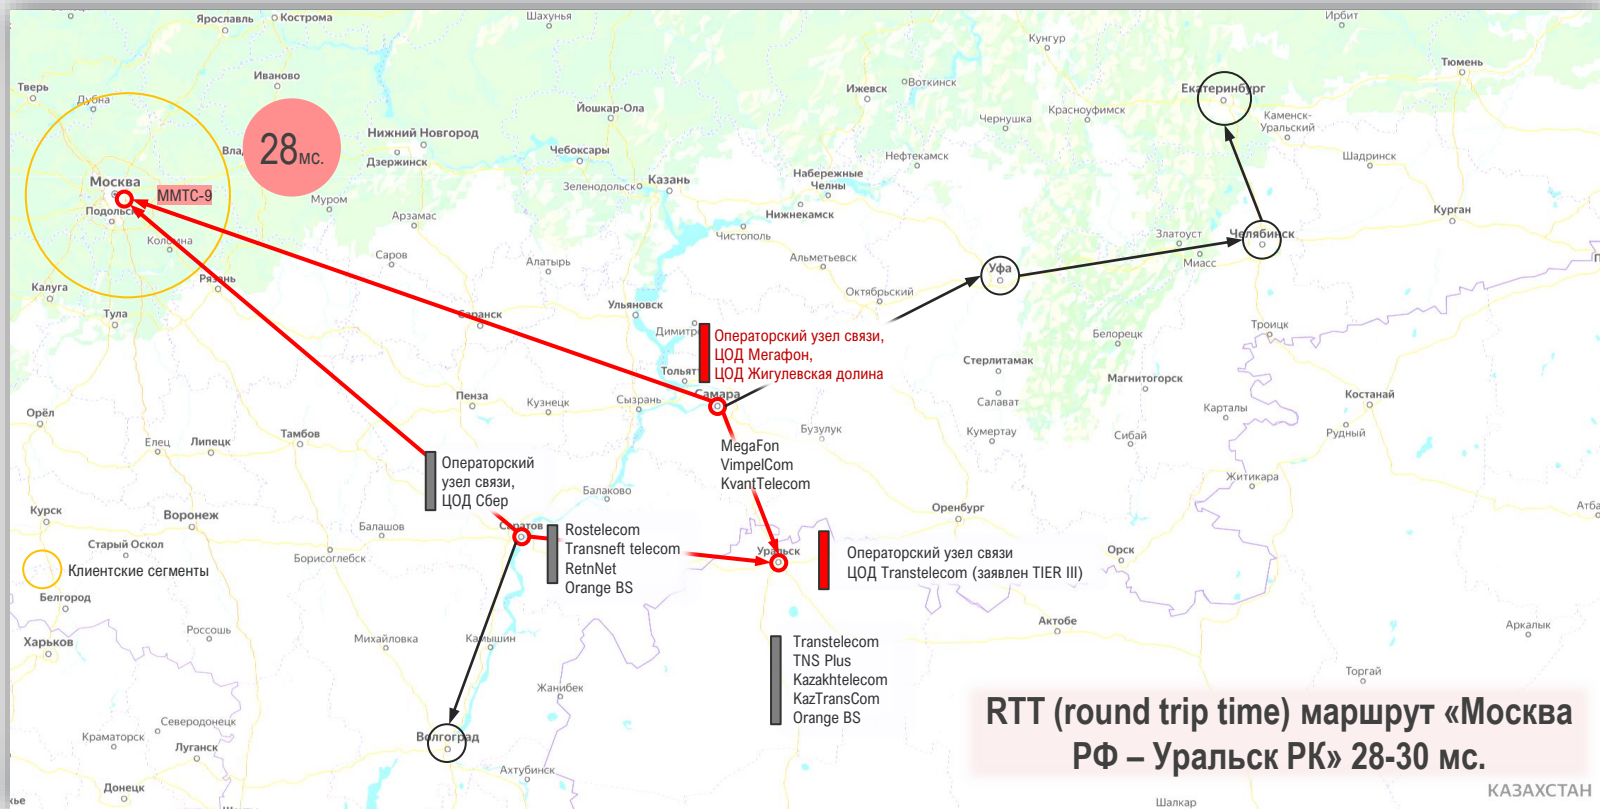 Ярославль
Кострома
Шахунья
Ирбит
Кунгур
Тюмень
Иваново
Воткинск
Тверь
Дубна
Ижевск
Екатеринбург
Йошкар-Ола
Красноуфимск
Каменск-
Уральский
Чернушка
28мс.
Нижний Новгород
Дзержинск
Чебоксары
Нефтекамск
Шадринск
Москва
ММТС-9
Зеленодольск
Казань
Набережные
Челны
Муром
Нижнекамск
Курган
Подольск
Арзамас
Чистополь
Златоуст
Челябинск
Коломна
Саров
Алатырь
Альметьевск
Уфа
Миасс
Рязань
Калуга
Октябрьский
Тула
Саранск
Ульяновск
Димитр
Троицк
Операторский узел связи,
ЦОД Мегафон,
ЦОД Жигулевская долина
Белорецк
Стерлитамак
Тольят
Магнитогорск
Пенза
Кузнецк
Сызрань
Самара
Салават
Костанай
Орёл
Карталы
Бузулук
Кумертау
Сибай
Рудный
Елец
Липецк
Тамбов
MegaFon
VimpelCom
KvantTelecom
Операторский
узел связи,
ЦОД Сбер
Житикара
Балаково
Курск
Воронеж
Балашов
Саратов
Оренбург
Атба
Старый Оскол
Борисоглебск
Rostelecom
Transneft telecom
RetnNet
Orange BS
Уральск
Операторский узел связи
ЦОД Transtelecom (заявлен TIER III)
Орск
Клиентские сегменты
Белгород
Россошь
Харьков
Михайловка
Камышин
Актобе
Аркалык
Transtelecom
TNS Plus
Kazakhtelecom
KazTransCom
Orange BS
Торгай
Жанибек
RTT (round trip time) маршрут «Москва
РФ – Уральск РК» 28-30 мс.
Северодонецк
Краматорск
Луганск
Волгоград
Ахтубинск
Донецк
КАЗАХСТАН
Шалкар